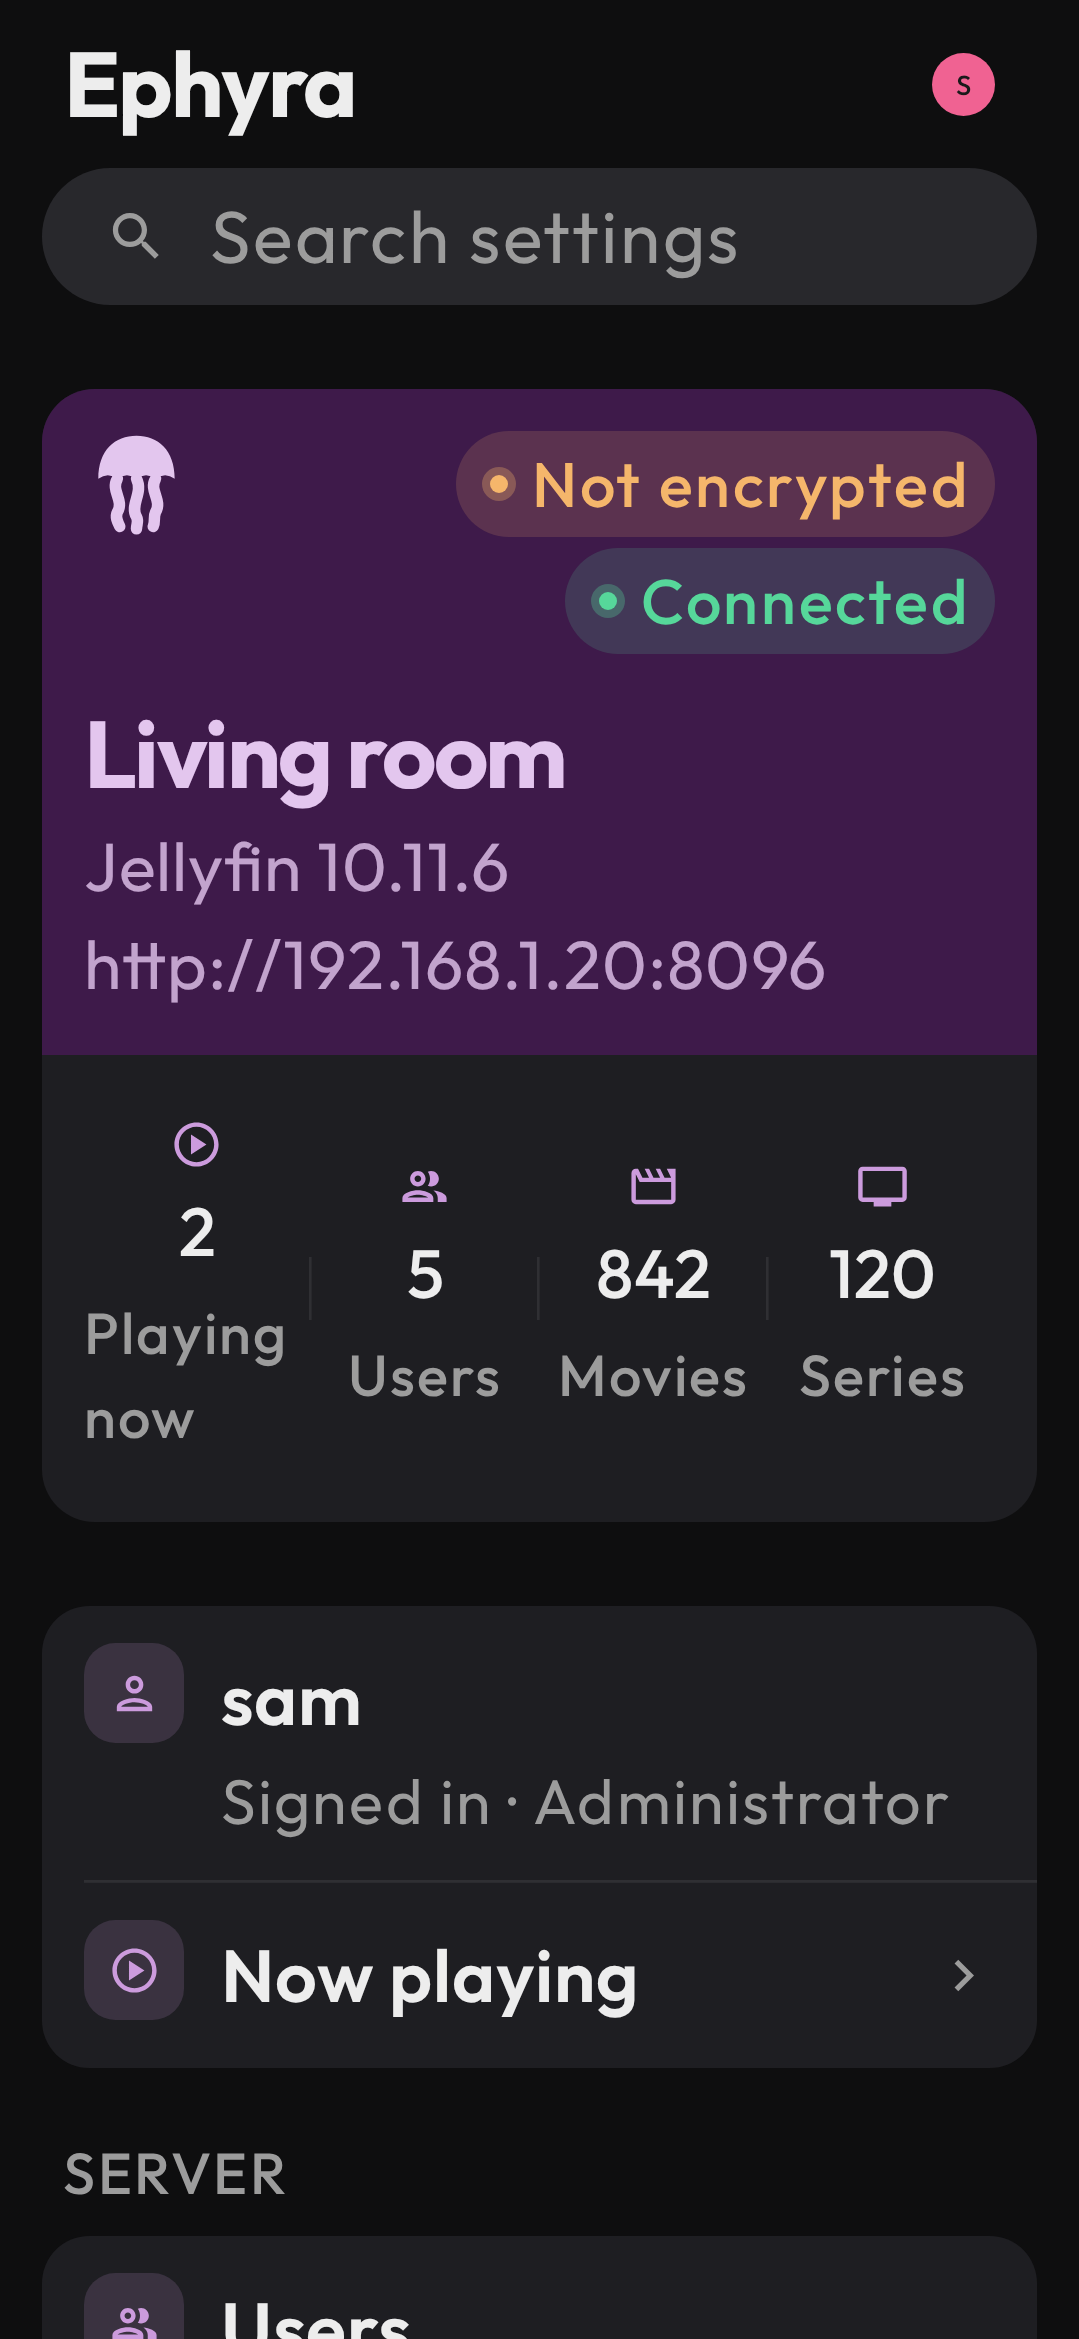 Ephyra
S
Search settings
Not encrypted
Connected
Living room
Jellyfin 10.11.6
http://192.168.1.20:8096
2
Playing
now
5
Users
842
Movies
120
Series
sam
Signed in · Administrator
Now playing
SERVER
Users